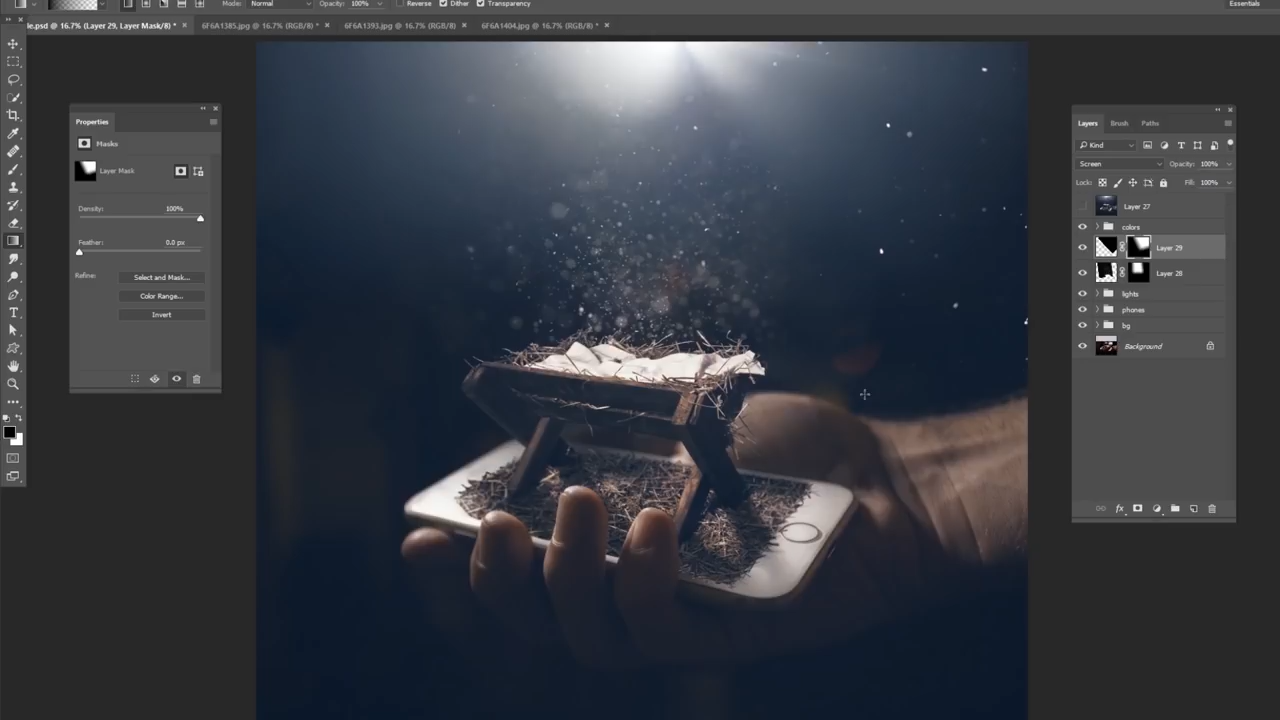 Mode: Normal Opacity: 100% Reverse Dither Transparency Essentials
le.psd @ 16.7% (Layer 29, Layer Mask/8) * × 6F6A1385.jpg @ 16.7% (RGB/8) * × 6F6A1393.jpg @ 16.7% (RGB/8) × 6F6A1404.jpg @ 16.7% (RGB/8) * ×
Properties
Masks
Layer Mask
Density: 100%
Feather: 0.0 px
Refine: Select and Mask...
Color Range...
Invert
Layers Brush Paths
Kind
Screen Opacity: 100%
Lock: Fill: 100%
Layer 27
colors
Layer 29
Layer 28
lights
phones
bg
Background